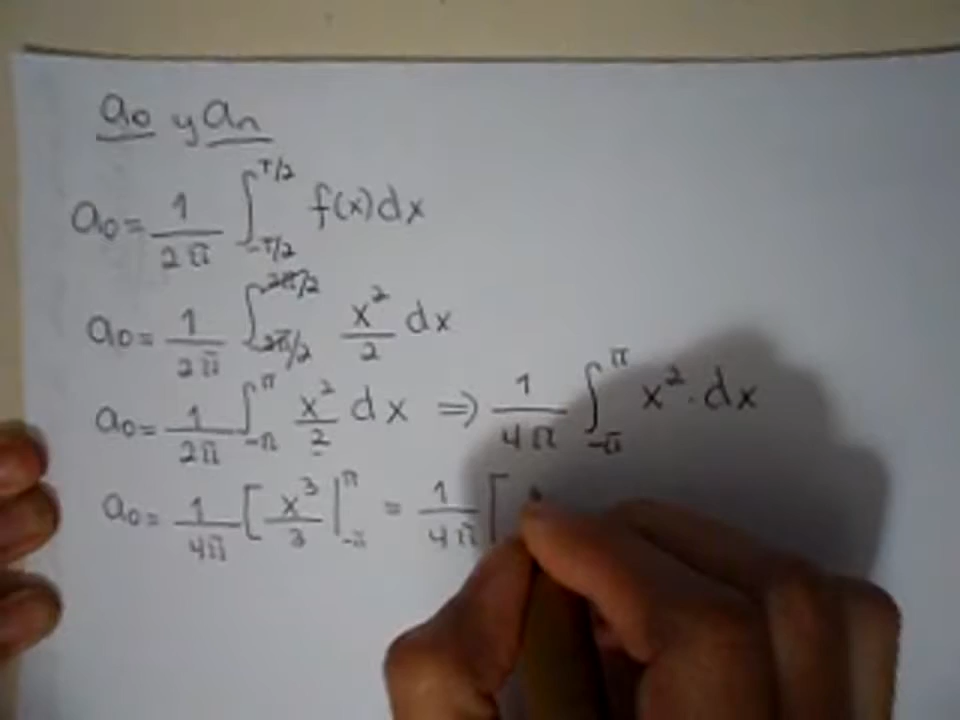 a₀ y aₙ
a₀ = 1/2π ∫_{-T/2}^{T/2} f(x)dx
a₀ = 1/2π ∫_{-2π/2}^{2π/2} x²/2 dx
a₀ = 1/2π ∫_{-π}^{π} x²/2 dx ⇒ 1/4π ∫_{-π}^{π} x² · dx
a₀ = 1/4π [ x³/3 |_{-π}^{π} = 1/4π [